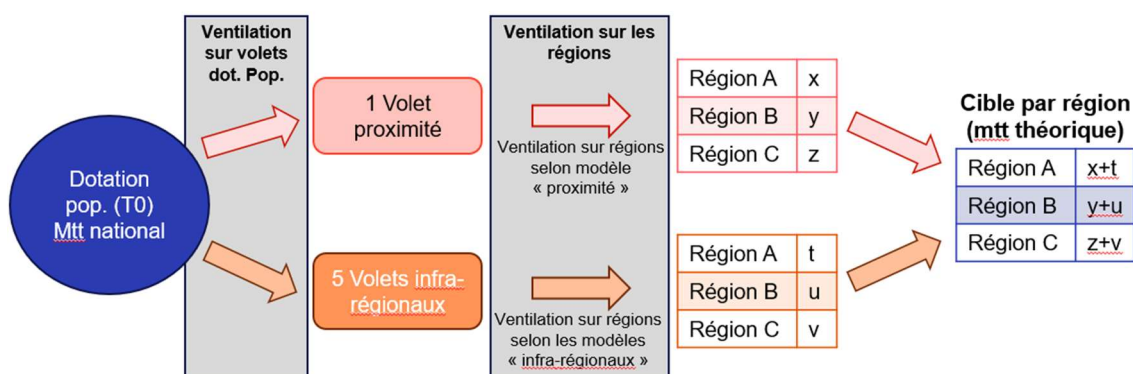 Ventilation
sur volets
dot. Pop.
Ventilation sur les
régions
Dotation
pop. (T0)
Mtt national
1 Volet
proximité
5 Volets infra-
régionaux
Ventilation sur régions
selon modèle
« proximité »
Ventilation sur régions
selon les modèles
« infra-régionaux »
Région A x
Région B y
Région C z
Région A t
Région B u
Région C v
Cible par région
(mtt théorique)
Région A x+t
Région B y+u
Région C z+v